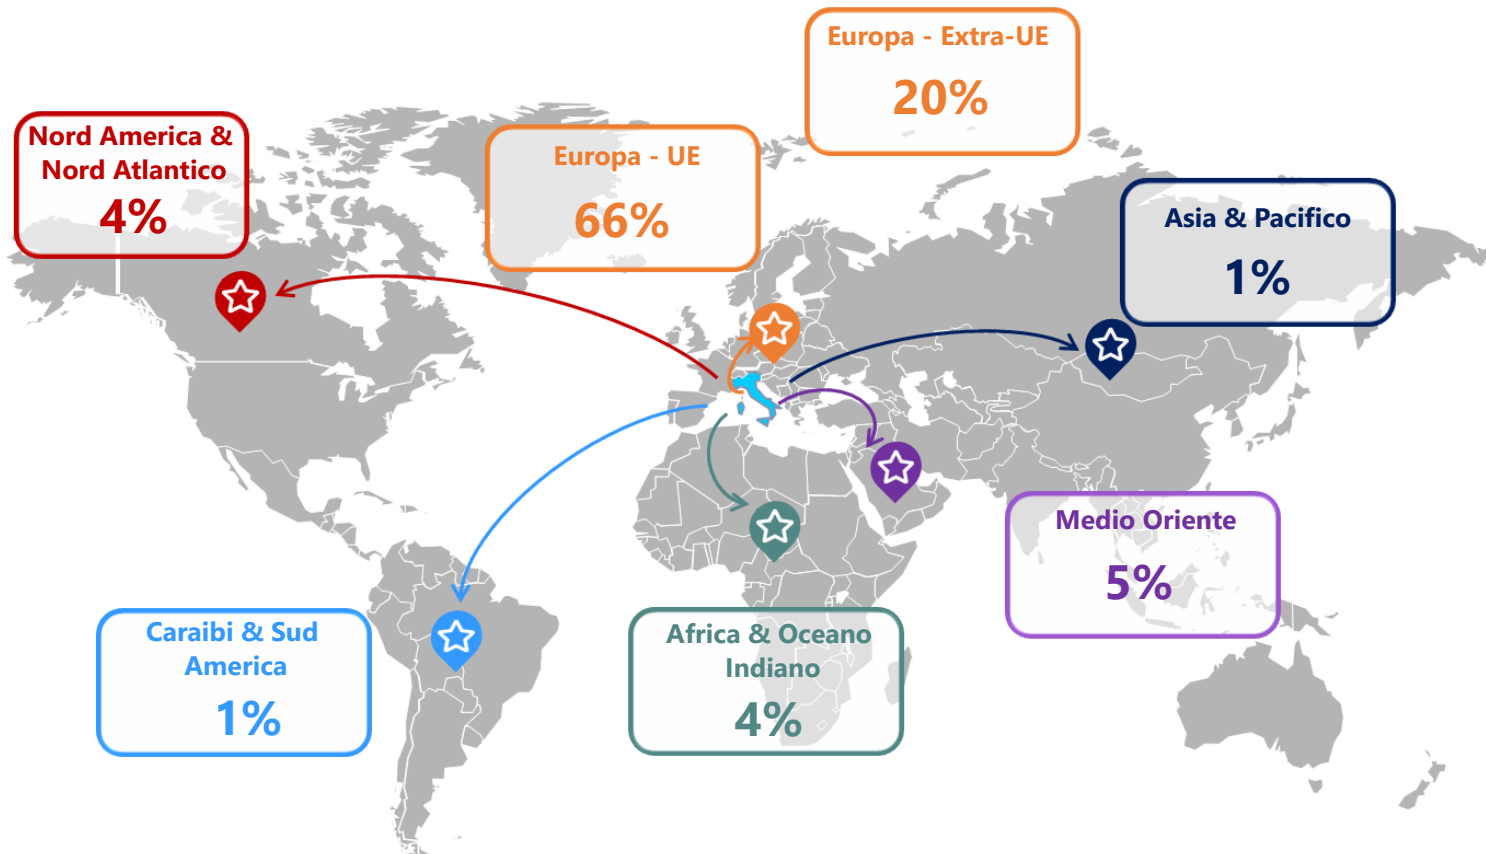 Europa - Extra-UE
20%
Nord America &
Nord Atlantico
4%
Europa - UE
66%
Asia & Pacifico
1%
Medio Oriente
5%
Caraibi & Sud
America
1%
Africa & Oceano
Indiano
4%